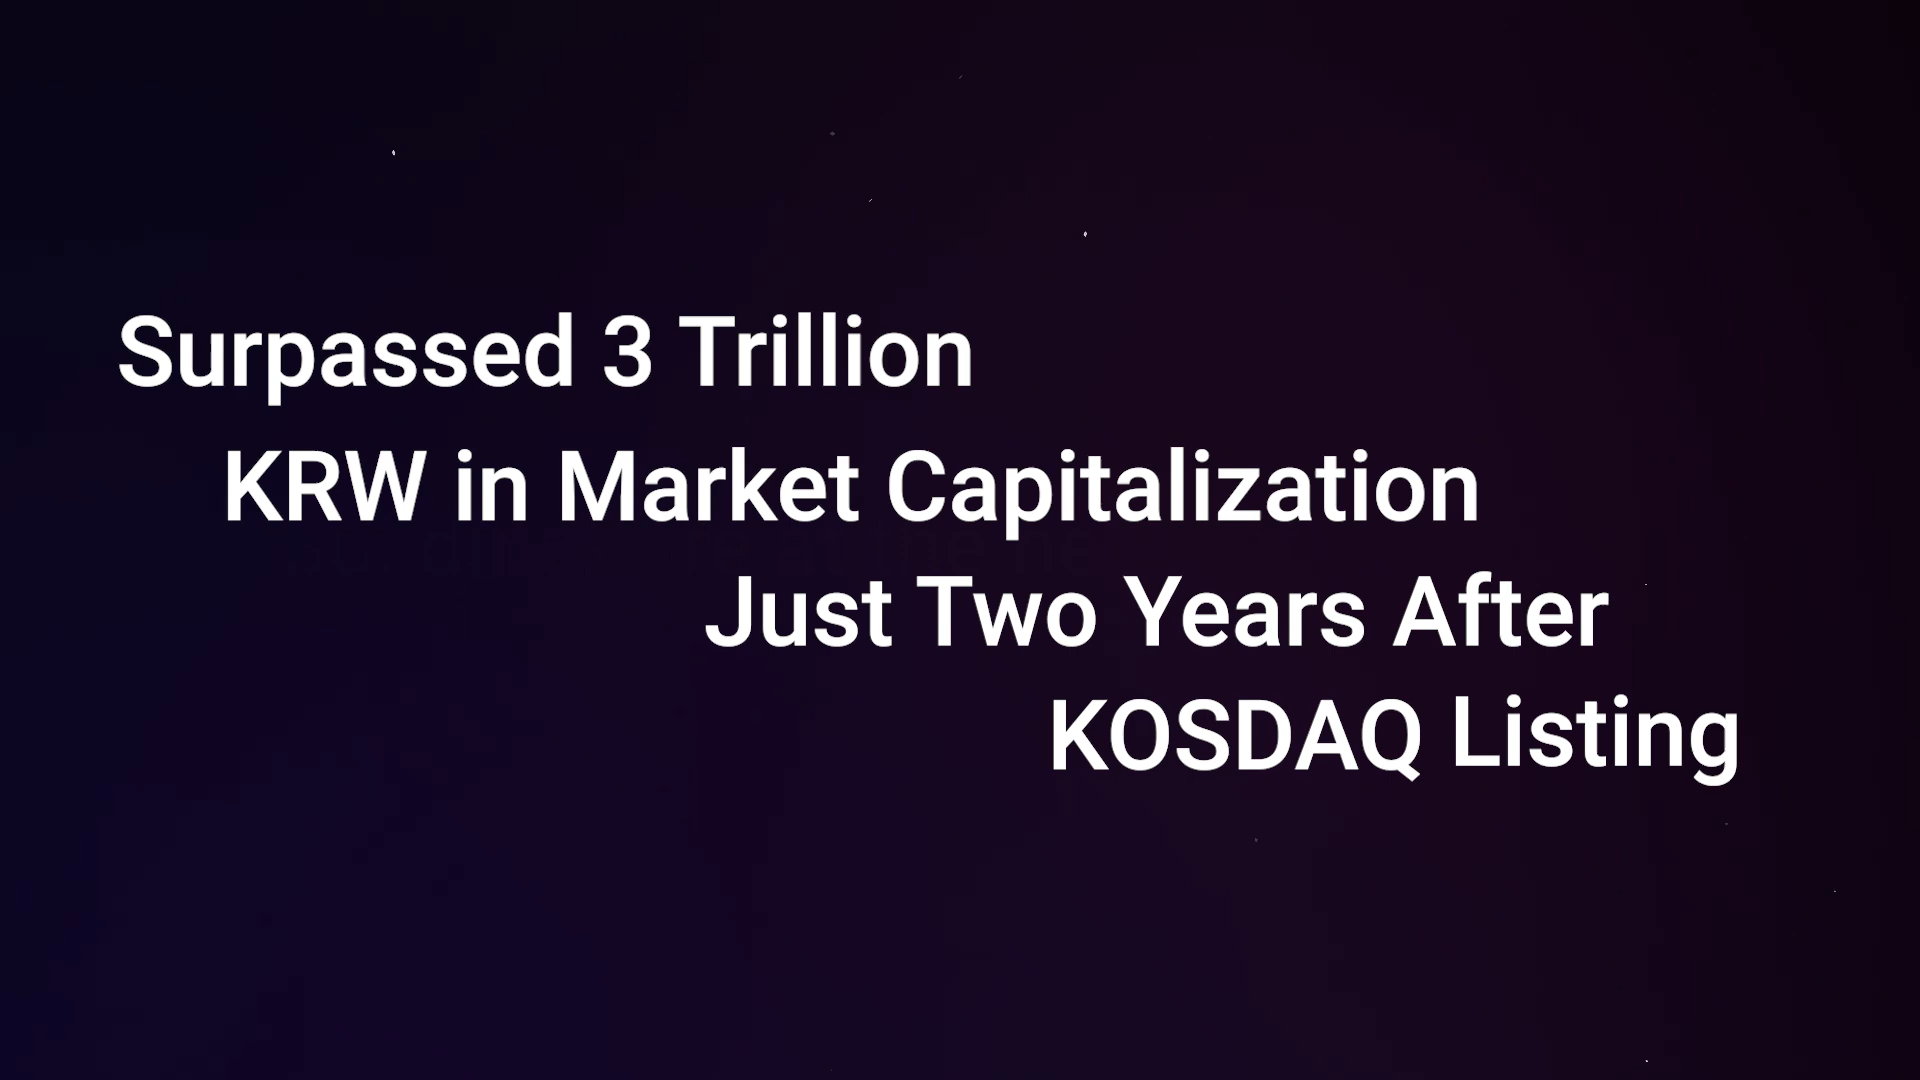 Surpassed 3 Trillion
KRW in Market Capitalization
Just Two Years After
KOSDAQ Listing